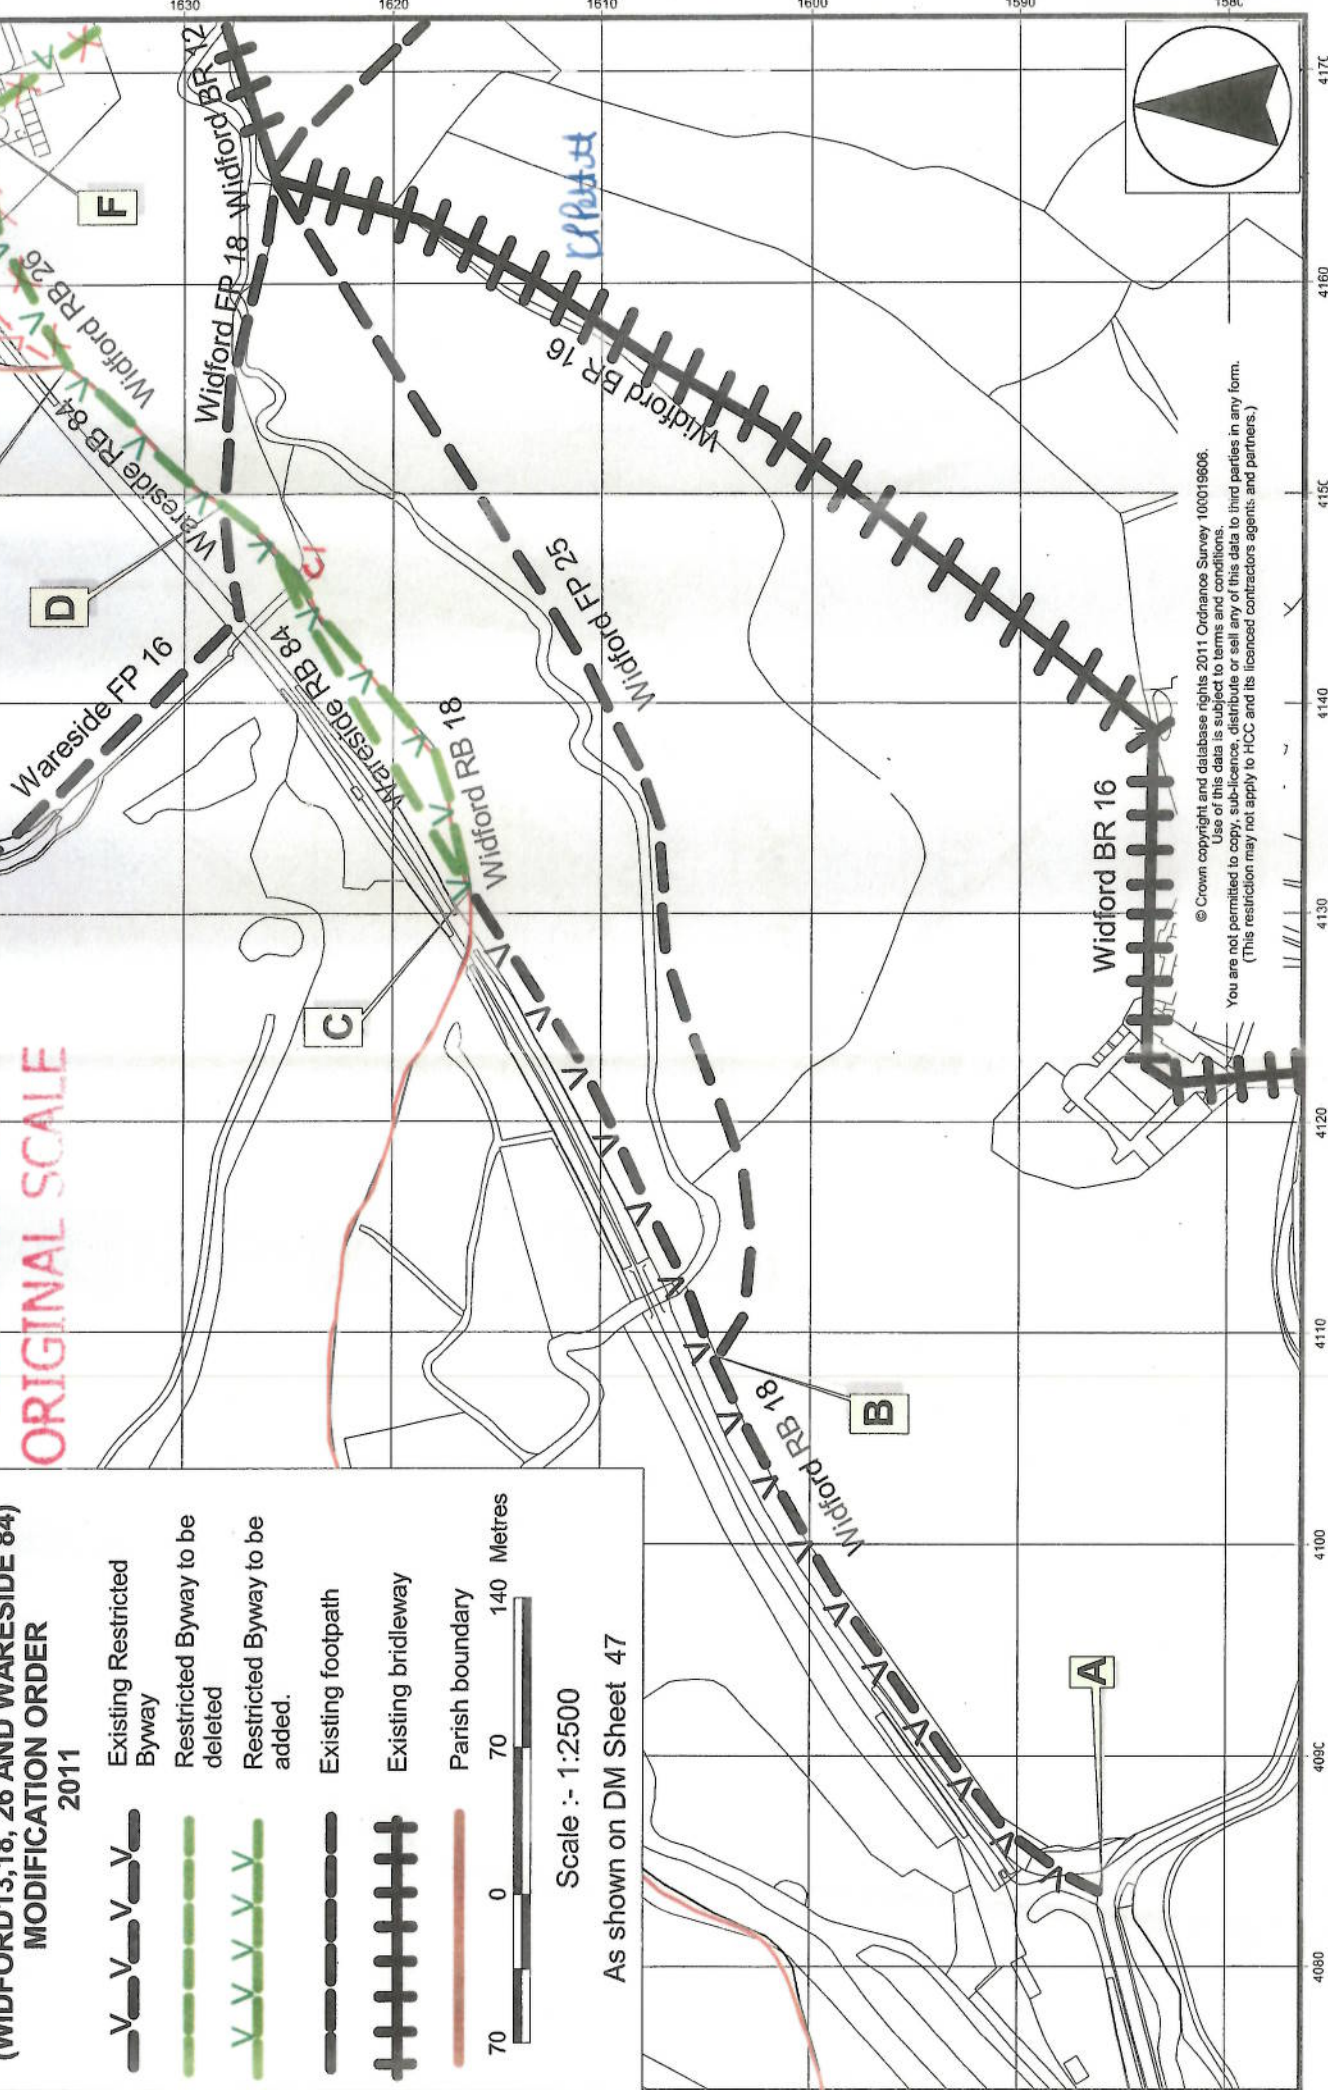 (WIDFORD13,18, 26 AND WARESIDE 84)
MODIFICATION ORDER
2011
Existing Restricted
Byway
Restricted Byway to be
deleted
Restricted Byway to be
added.
Existing footpath
Existing bridleway
Parish boundary
70 0 70 140 Metres
Scale :- 1:2500
As shown on DM Sheet 47
ORIGINAL SCALE
Wareside FP 16
D
F
Widford RB 26
Wareside RB 84
Widford FP 18
Widford BR 12
C1
Wareside RB 84
Widford RB 18
C
Widford FP 25
Widford BR 16
Widford BR 16
B
Widford RB 18
A
© Crown copyright and database rights 2011 Ordnance Survey 100019606.
Use of this data is subject to terms and conditions.
You are not permitted to copy, sub-licence, distribute or sell any of this data to third parties in any form.
(This restriction may not apply to HCC and its licenced contractors agents and partners.)
1630
1620
1610
1600
1590
1580
4080
4090
4100
4110
4120
4130
4140
4150
4160
4170